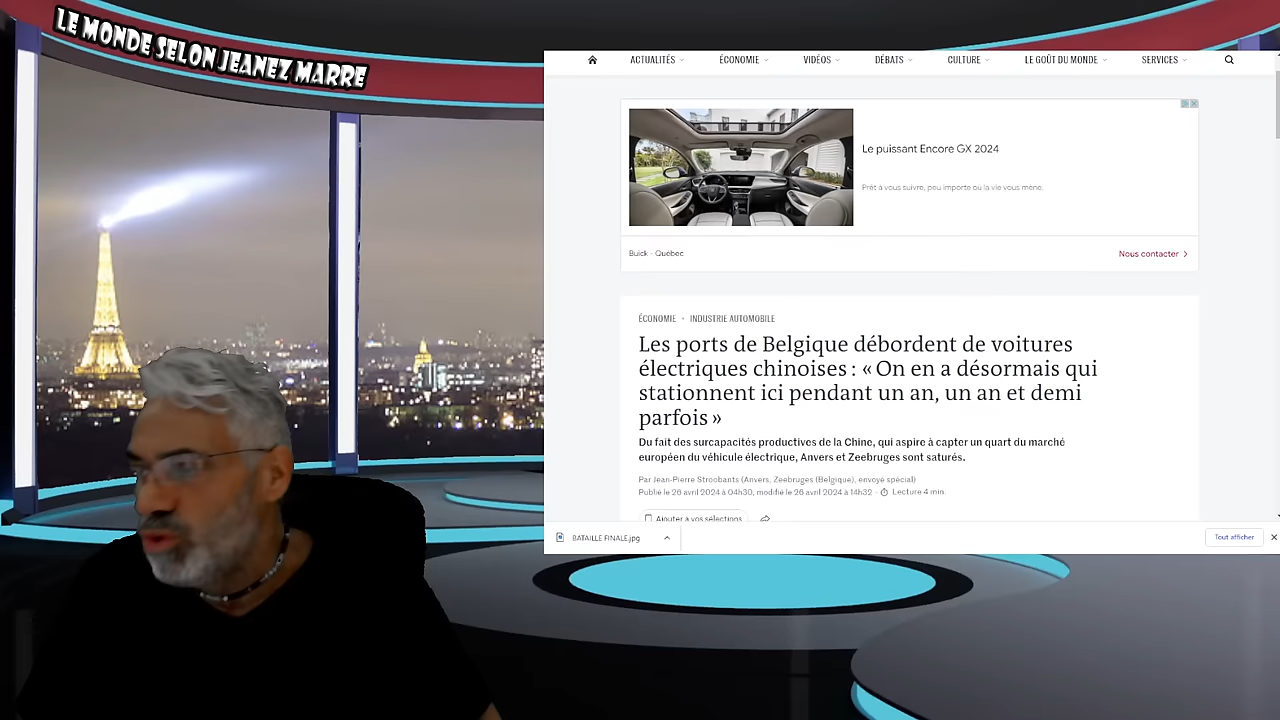 LE MONDE SELON JEANEZ MARRE
ACTUALITÉS ÉCONOMIE VIDÉOS DÉBATS CULTURE LE GOÛT DU MONDE SERVICES
Le puissant Encore GX 2024
Prêt à vous suivre, peu importe où la vie vous mène.
Buick - Québec
Nous contacter
ÉCONOMIE • INDUSTRIE AUTOMOBILE
Les ports de Belgique débordent de voitures
électriques chinoises : « On en a désormais qui
stationnent ici pendant un an, un an et demi
parfois »
Du fait des surcapacités productives de la Chine, qui aspire à capter un quart du marché
européen du véhicule électrique, Anvers et Zeebruges sont saturés.
Par Jean-Pierre Stroobants (Anvers, Zeebruges (Belgique), envoyé spécial)
Publié le 26 avril 2024 à 04h30, modifié le 26 avril 2024 à 14h32 · Lecture 4 min.
Ajouter à vos sélections
BATAILLE FINALE.jpg
Tout afficher